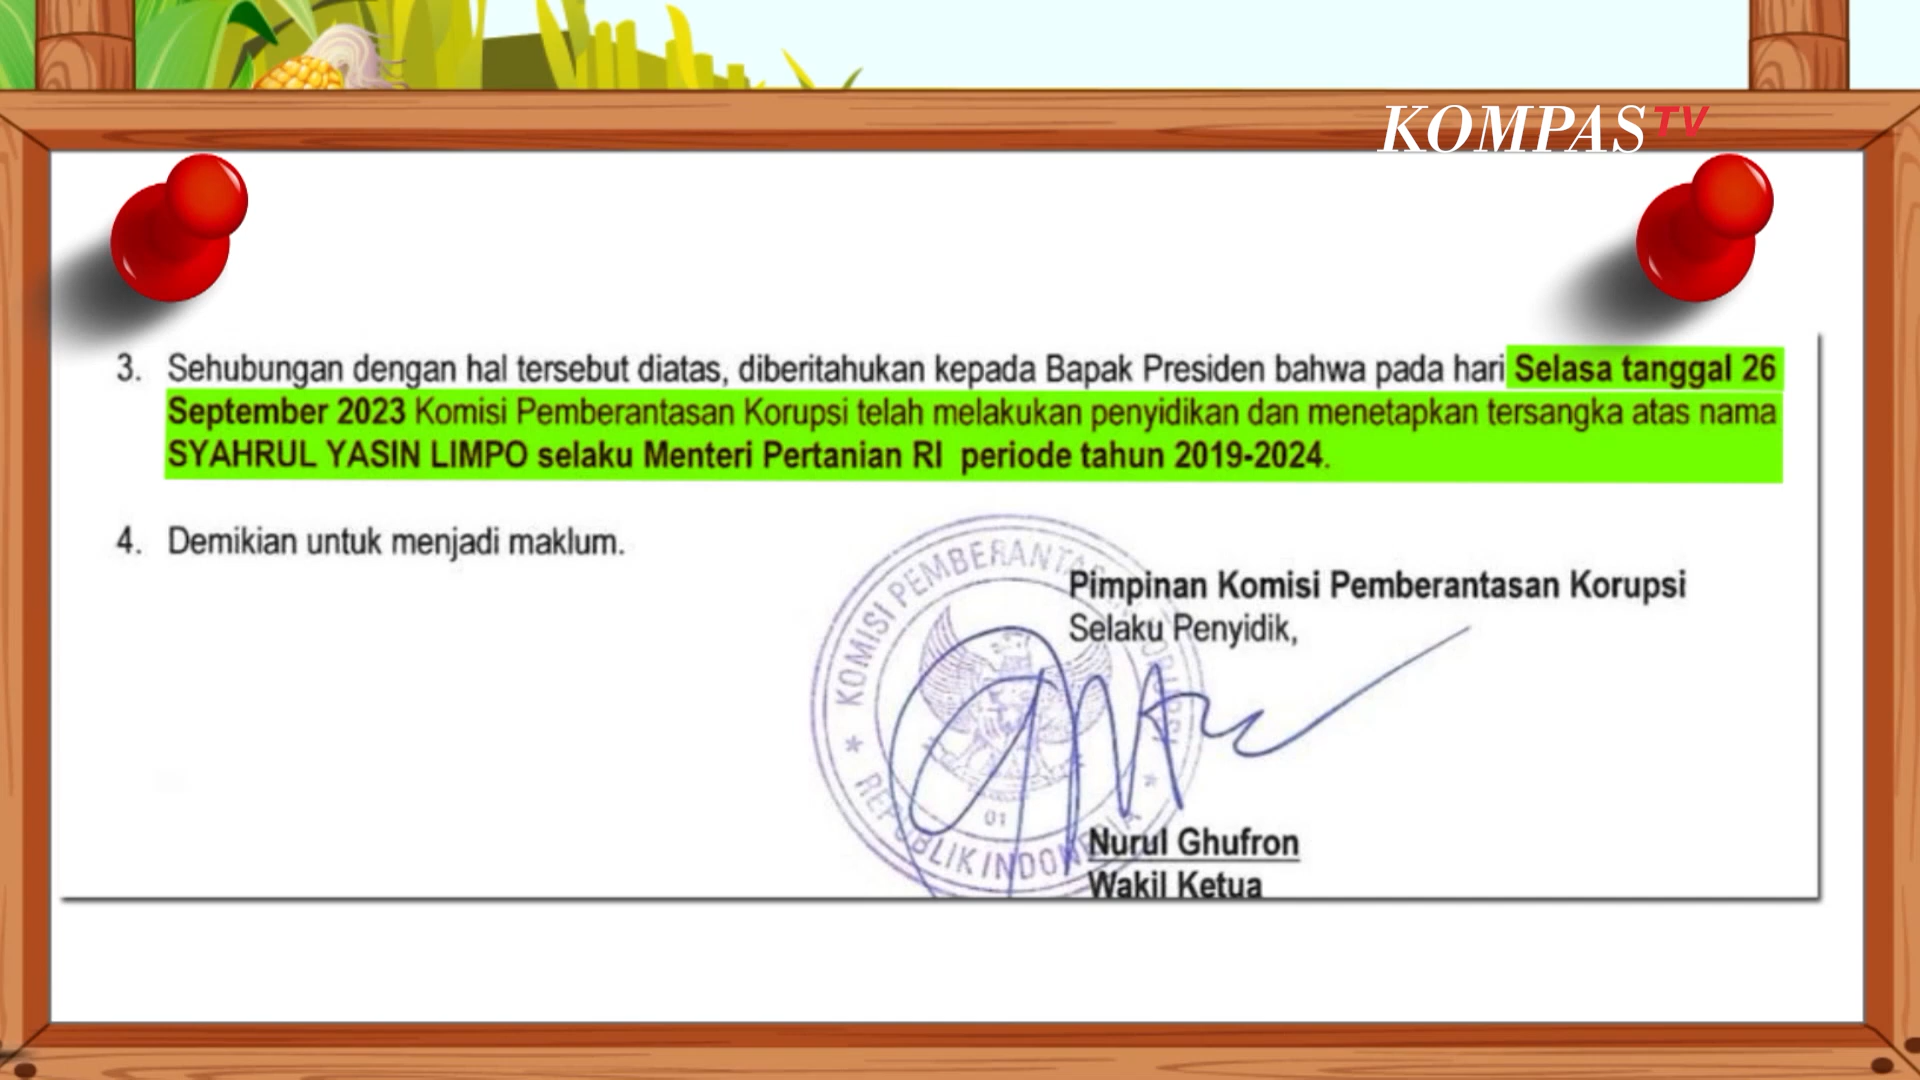 KOMPAS TV
3. Sehubungan dengan hal tersebut diatas, diberitahukan kepada Bapak Presiden bahwa pada hari Selasa tanggal 26
September 2023 Komisi Pemberantasan Korupsi telah melakukan penyidikan dan menetapkan tersangka atas nama
SYAHRUL YASIN LIMPO selaku Menteri Pertanian RI periode tahun 2019-2024.
4. Demikian untuk menjadi maklum.
Pimpinan Komisi Pemberantasan Korupsi
Selaku Penyidik,
KOMISI PEMBERANTASAN KORUPSI
01
REPUBLIK INDONESIA
Nurul Ghufron
Wakil Ketua